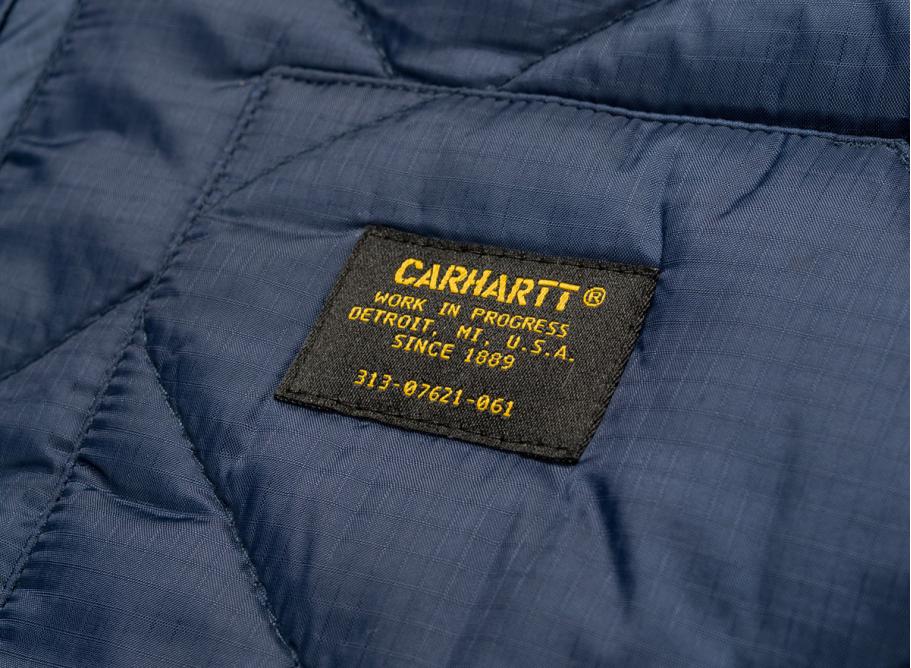 CARHARTT®
WORK IN PROGRESS
DETROIT, MI, U.S.A.
SINCE 1889
313-07621-061